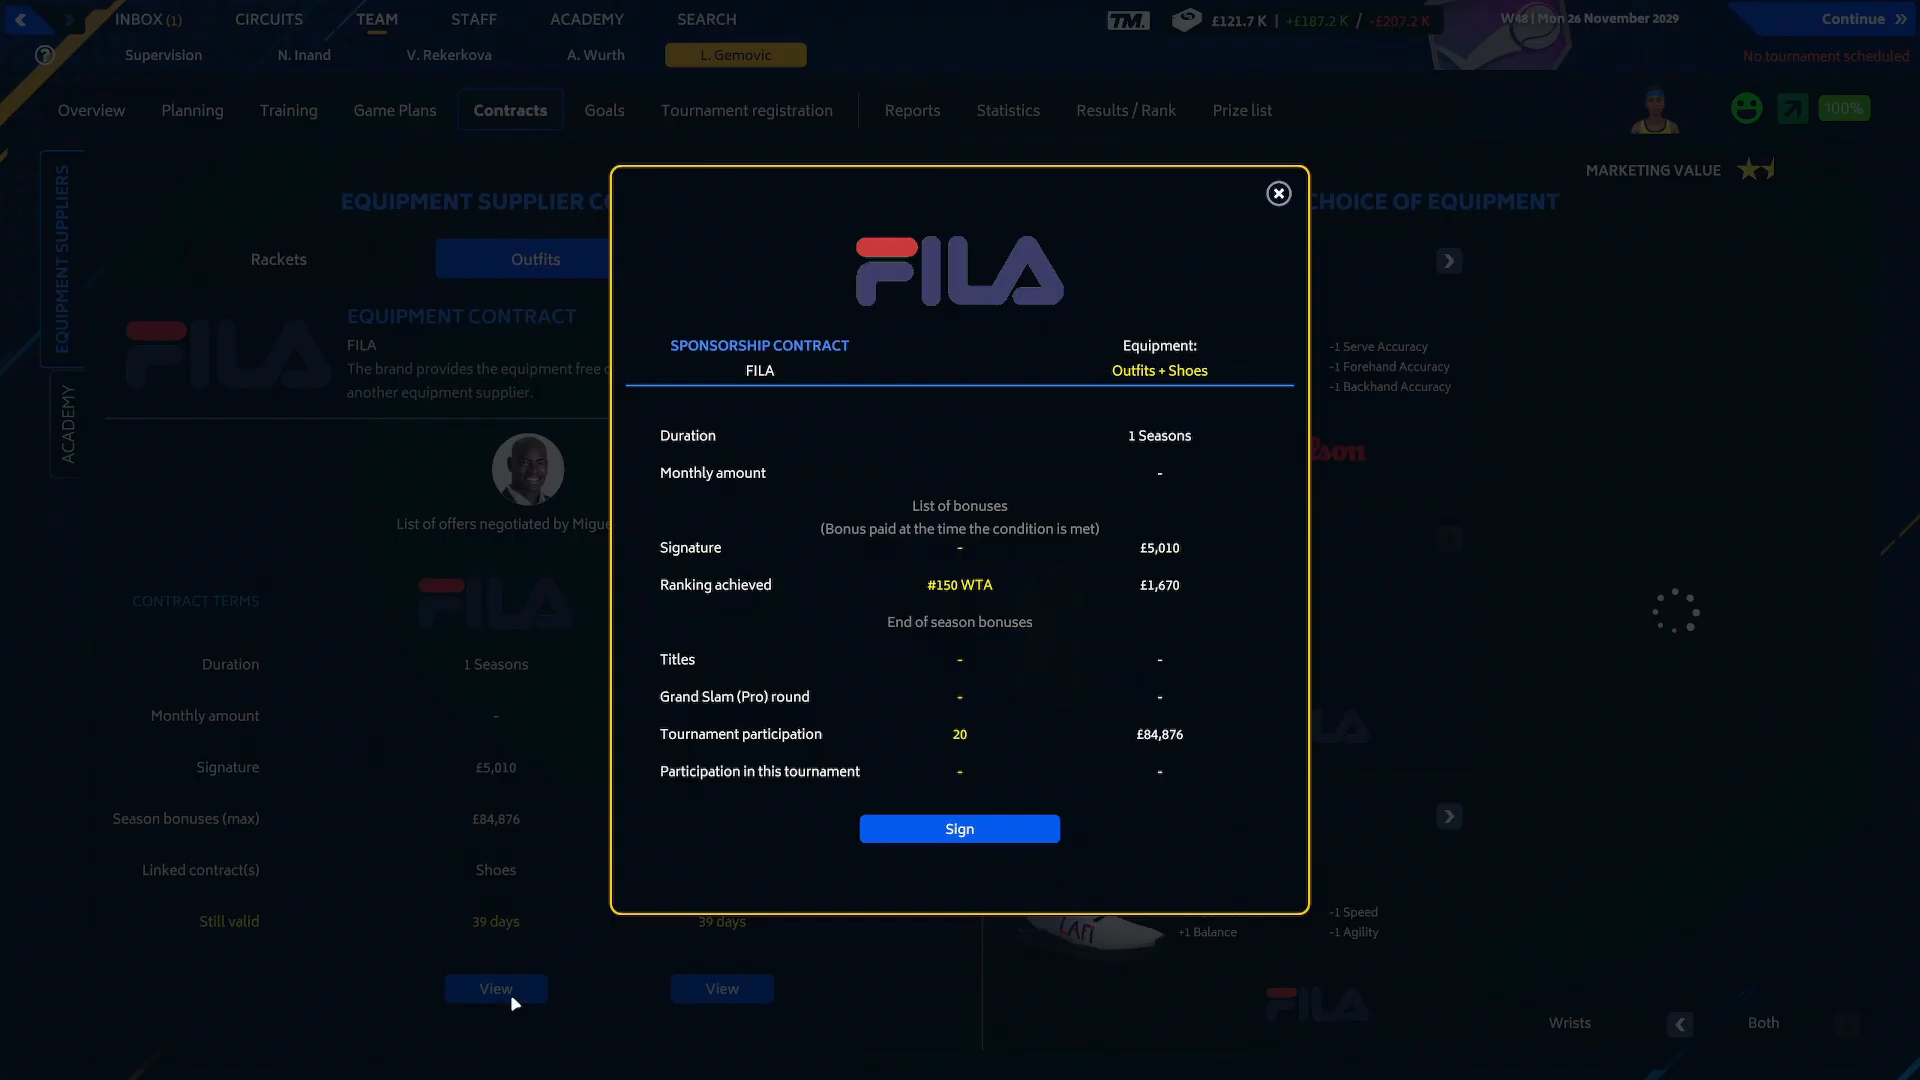 INBOX (1)
CIRCUITS
TEAM
STAFF
ACADEMY
SEARCH
TM.
£121.7 K | +£187.2 K / -£207.2 K
W48 | Mon 26 November 2029
Continue
Supervision
N. Inand
V. Rekerkova
A. Wurth
L. Gemovic
No tournament scheduled
Overview
Planning
Training
Game Plans
Contracts
Goals
Tournament registration
Reports
Statistics
Results / Rank
Prize list
100%
EQUIPMENT SUPPLIERS
ACADEMY
MARKETING VALUE
EQUIPMENT SUPPLIER CO
CHOICE OF EQUIPMENT
Rackets
Outfits
FILA
EQUIPMENT CONTRACT
FILA
The brand provides the equipment free o
another equipment supplier.
List of offers negotiated by Migue
CONTRACT TERMS
FILA
Duration
1 Seasons
Monthly amount
-
Signature
£5,010
Season bonuses (max)
£84,876
Linked contract(s)
Shoes
Still valid
39 days
39 days
View
View
FILA
SPONSORSHIP CONTRACT
Equipment:
FILA
Outfits + Shoes
Duration
1 Seasons
Monthly amount
-
List of bonuses
(Bonus paid at the time the condition is met)
Signature
-
£5,010
Ranking achieved
#150 WTA
£1,670
End of season bonuses
Titles
-
-
Grand Slam (Pro) round
-
-
Tournament participation
20
£84,876
Participation in this tournament
-
-
Sign
-1 Serve Accuracy
-1 Forehand Accuracy
-1 Backhand Accuracy
lson
LA
-1 Speed
+1 Balance
-1 Agility
FILA
Wrists
Both